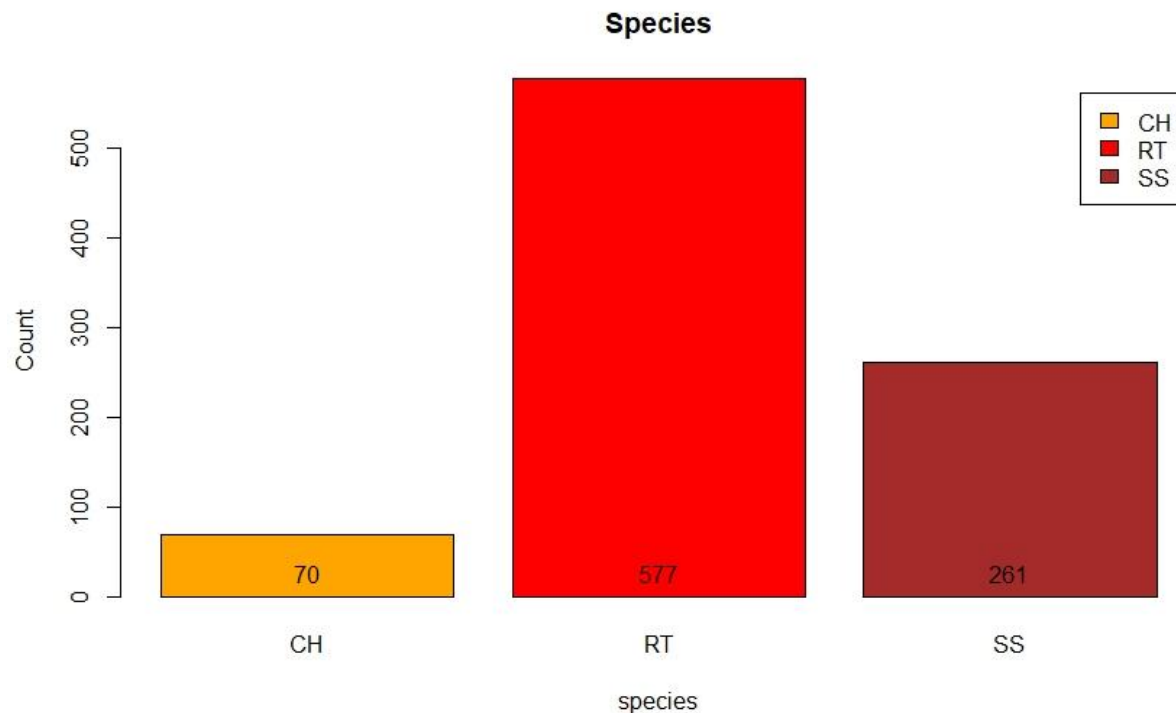 Species
CH
RT
SS
500
400
300
200
100
0
Count
70
577
261
CH
RT
SS
species